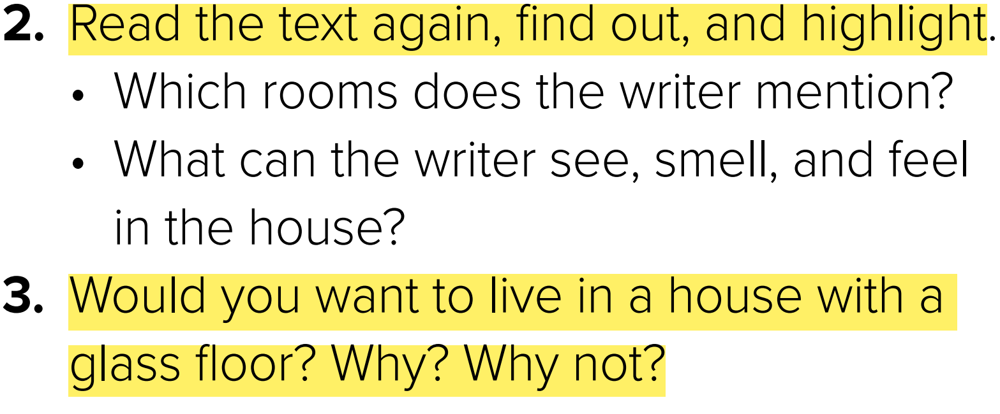 2. Read the text again, find out, and highlight.
• Which rooms does the writer mention?
• What can the writer see, smell, and feel
in the house?
3. Would you want to live in a house with a
glass floor? Why? Why not?